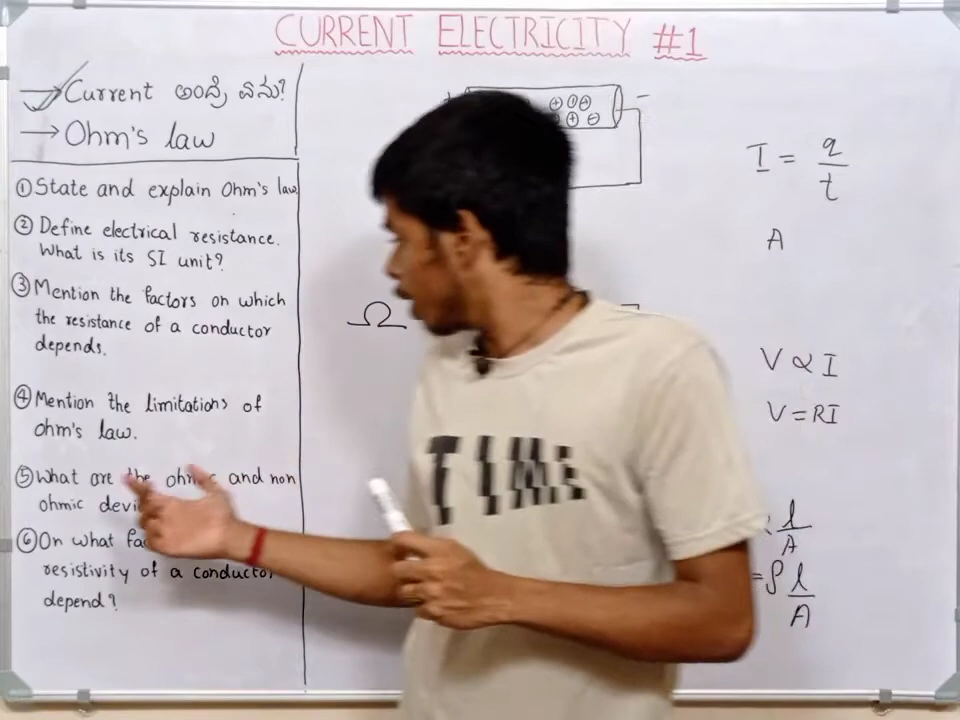 CURRENT ELECTRICITY #1
→ Current ಅಂದ್ರೆ ಏನು?
→ Ohm's law
① State and explain Ohm's law
② Define electrical resistance.
What is its SI unit?
③ Mention the factors on which
the resistance of a conductor
depends.
④ Mention the limitations of
ohm's law.
⑤ What are the ohmic and non
ohmic
⑥ On what
resistivity of a conductor
depend?
−
⊕ ⊖
⊕ ⊖
Ω
I = q/t
A
V ∝ I
V = RI
l/A
= ρ l/A
TIME